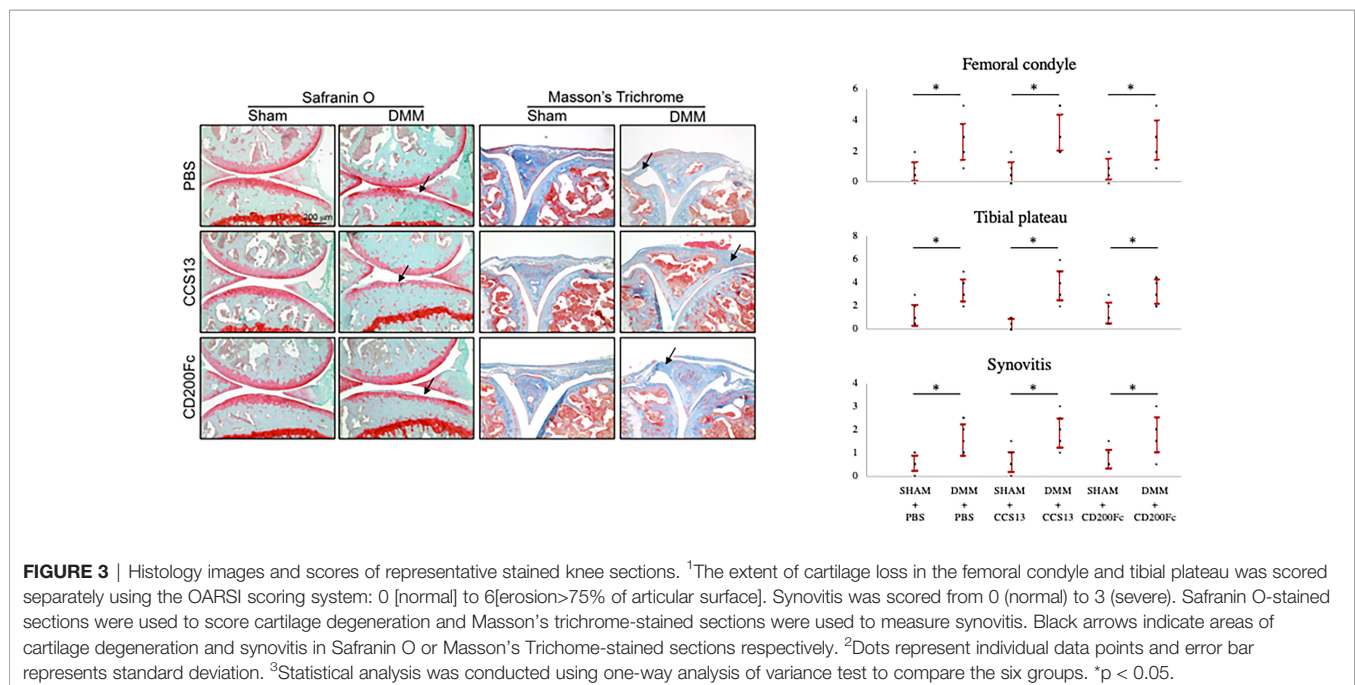 Safranin O
Masson's Trichrome
Sham
DMM
Sham
DMM
PBS
200 μm
CCS13
CD200Fc
Femoral condyle
6
*
*
*
4
2
0
Tibial plateau
8
*
*
*
6
4
2
0
Synovitis
4
*
*
*
3
2
1
0
SHAM DMM SHAM DMM SHAM DMM
+ + + + + +
PBS PBS CCS13 CCS13 CD200Fc CD200Fc
FIGURE 3 | Histology images and scores of representative stained knee sections. ¹The extent of cartilage loss in the femoral condyle and tibial plateau was scored
separately using the OARSI scoring system: 0 [normal] to 6[erosion>75% of articular surface]. Synovitis was scored from 0 (normal) to 3 (severe). Safranin O-stained
sections were used to score cartilage degeneration and Masson's trichrome-stained sections were used to measure synovitis. Black arrows indicate areas of
cartilage degeneration and synovitis in Safranin O or Masson's Trichome-stained sections respectively. ²Dots represent individual data points and error bar
represents standard deviation. ³Statistical analysis was conducted using one-way analysis of variance test to compare the six groups. *p < 0.05.